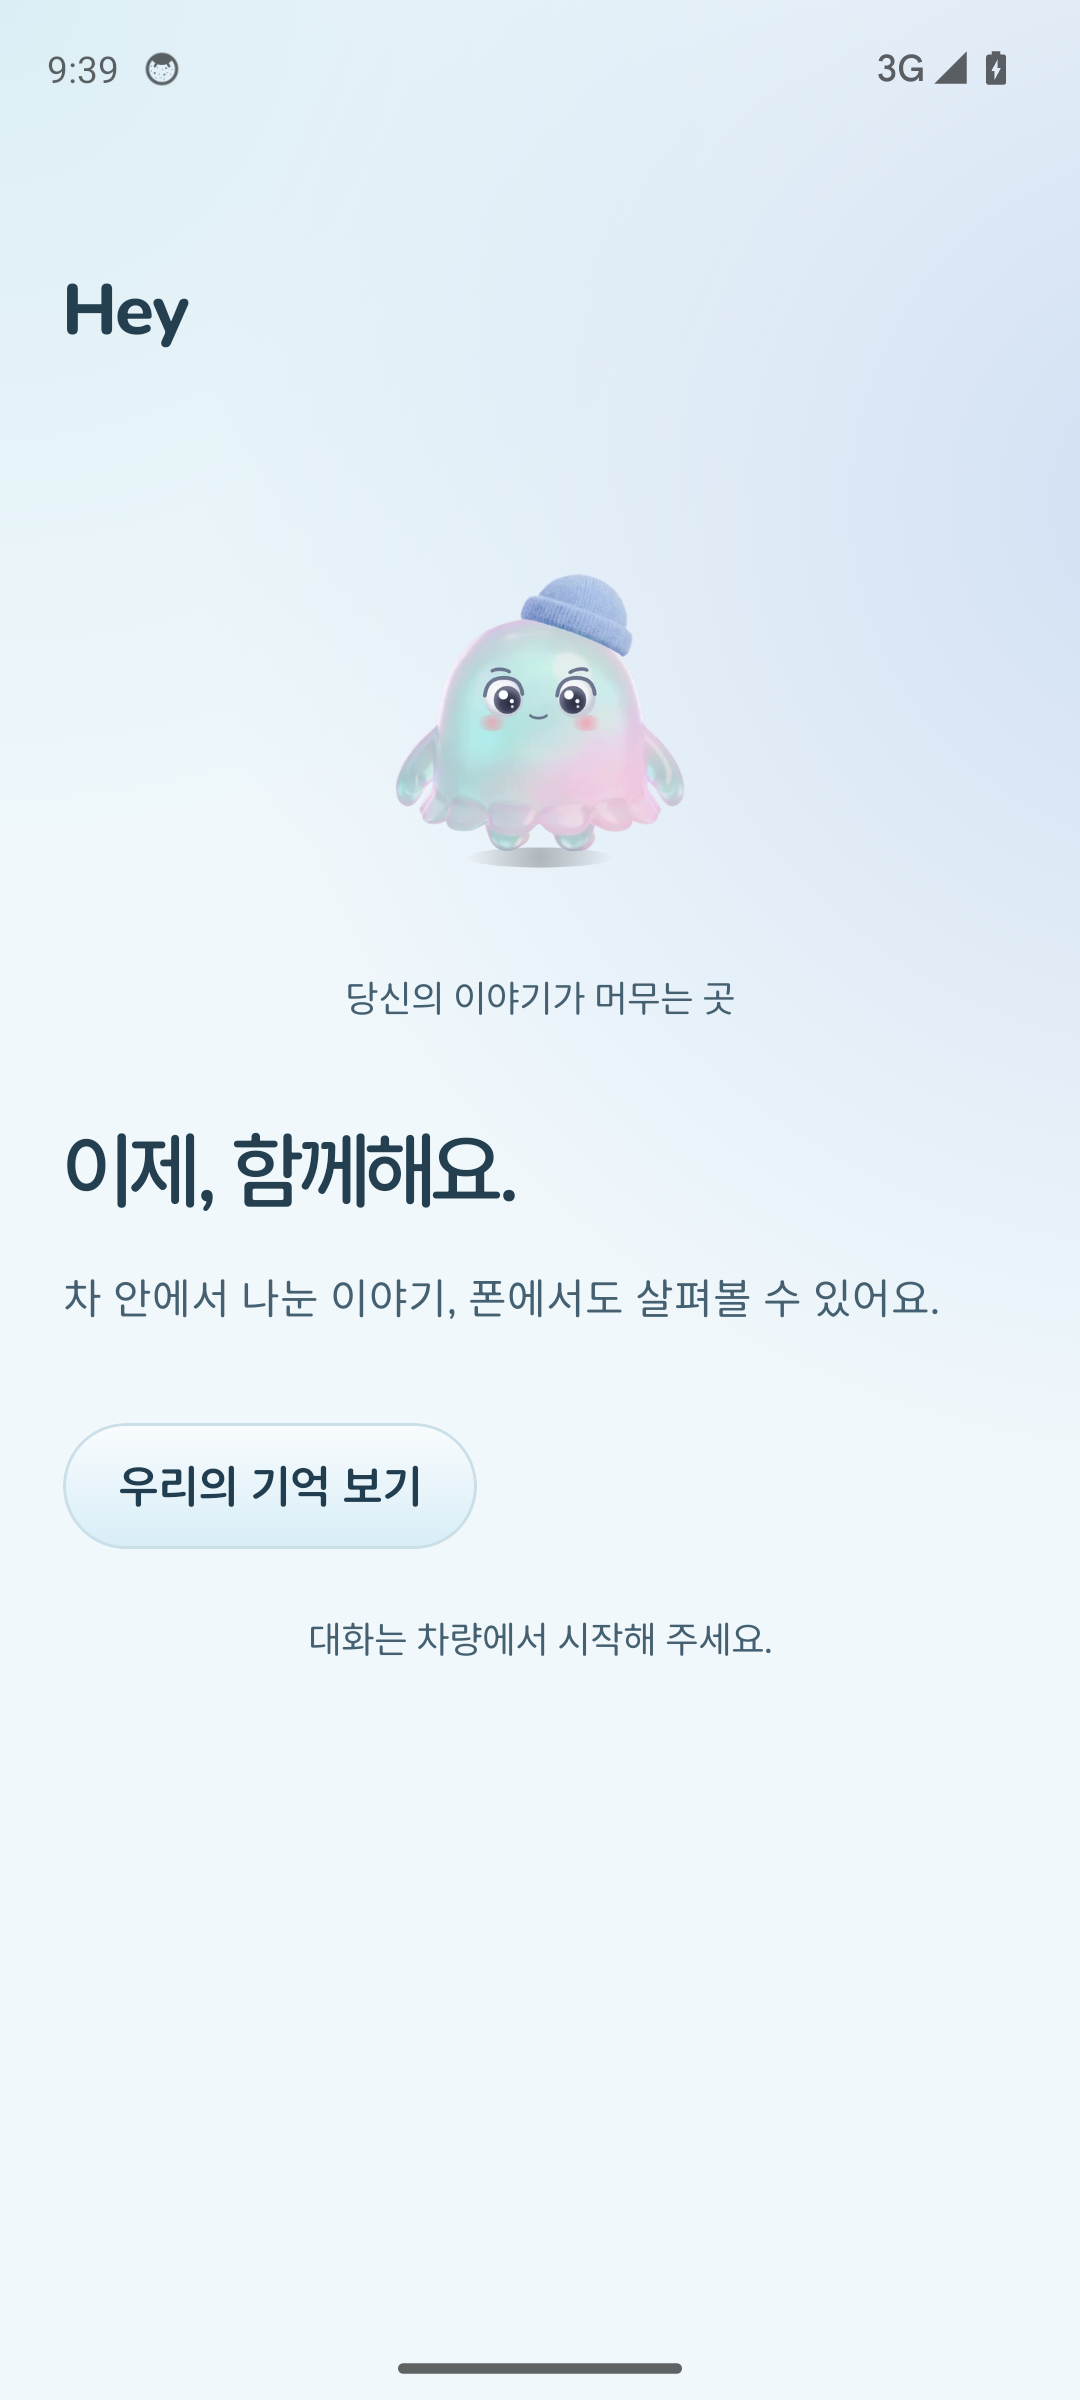 9:39
3G
Hey
당신의 이야기가 머무는 곳
이제, 함께해요.
차 안에서 나눈 이야기, 폰에서도 살펴볼 수 있어요.
우리의 기억 보기
대화는 차량에서 시작해 주세요.